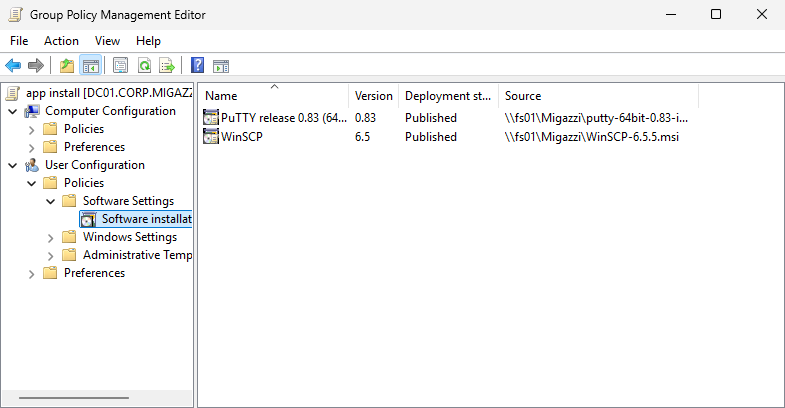 Group Policy Management Editor
File Action View Help
app install [DC01.CORP.MIGAZZ
Computer Configuration
Policies
Preferences
User Configuration
Policies
Software Settings
Software installat
Windows Settings
Administrative Temp
Preferences
Name Version Deployment st... Source
PuTTY release 0.83 (64... 0.83 Published \\fs01\Migazzi\putty-64bit-0.83-i...
WinSCP 6.5 Published \\fs01\Migazzi\WinSCP-6.5.5.msi